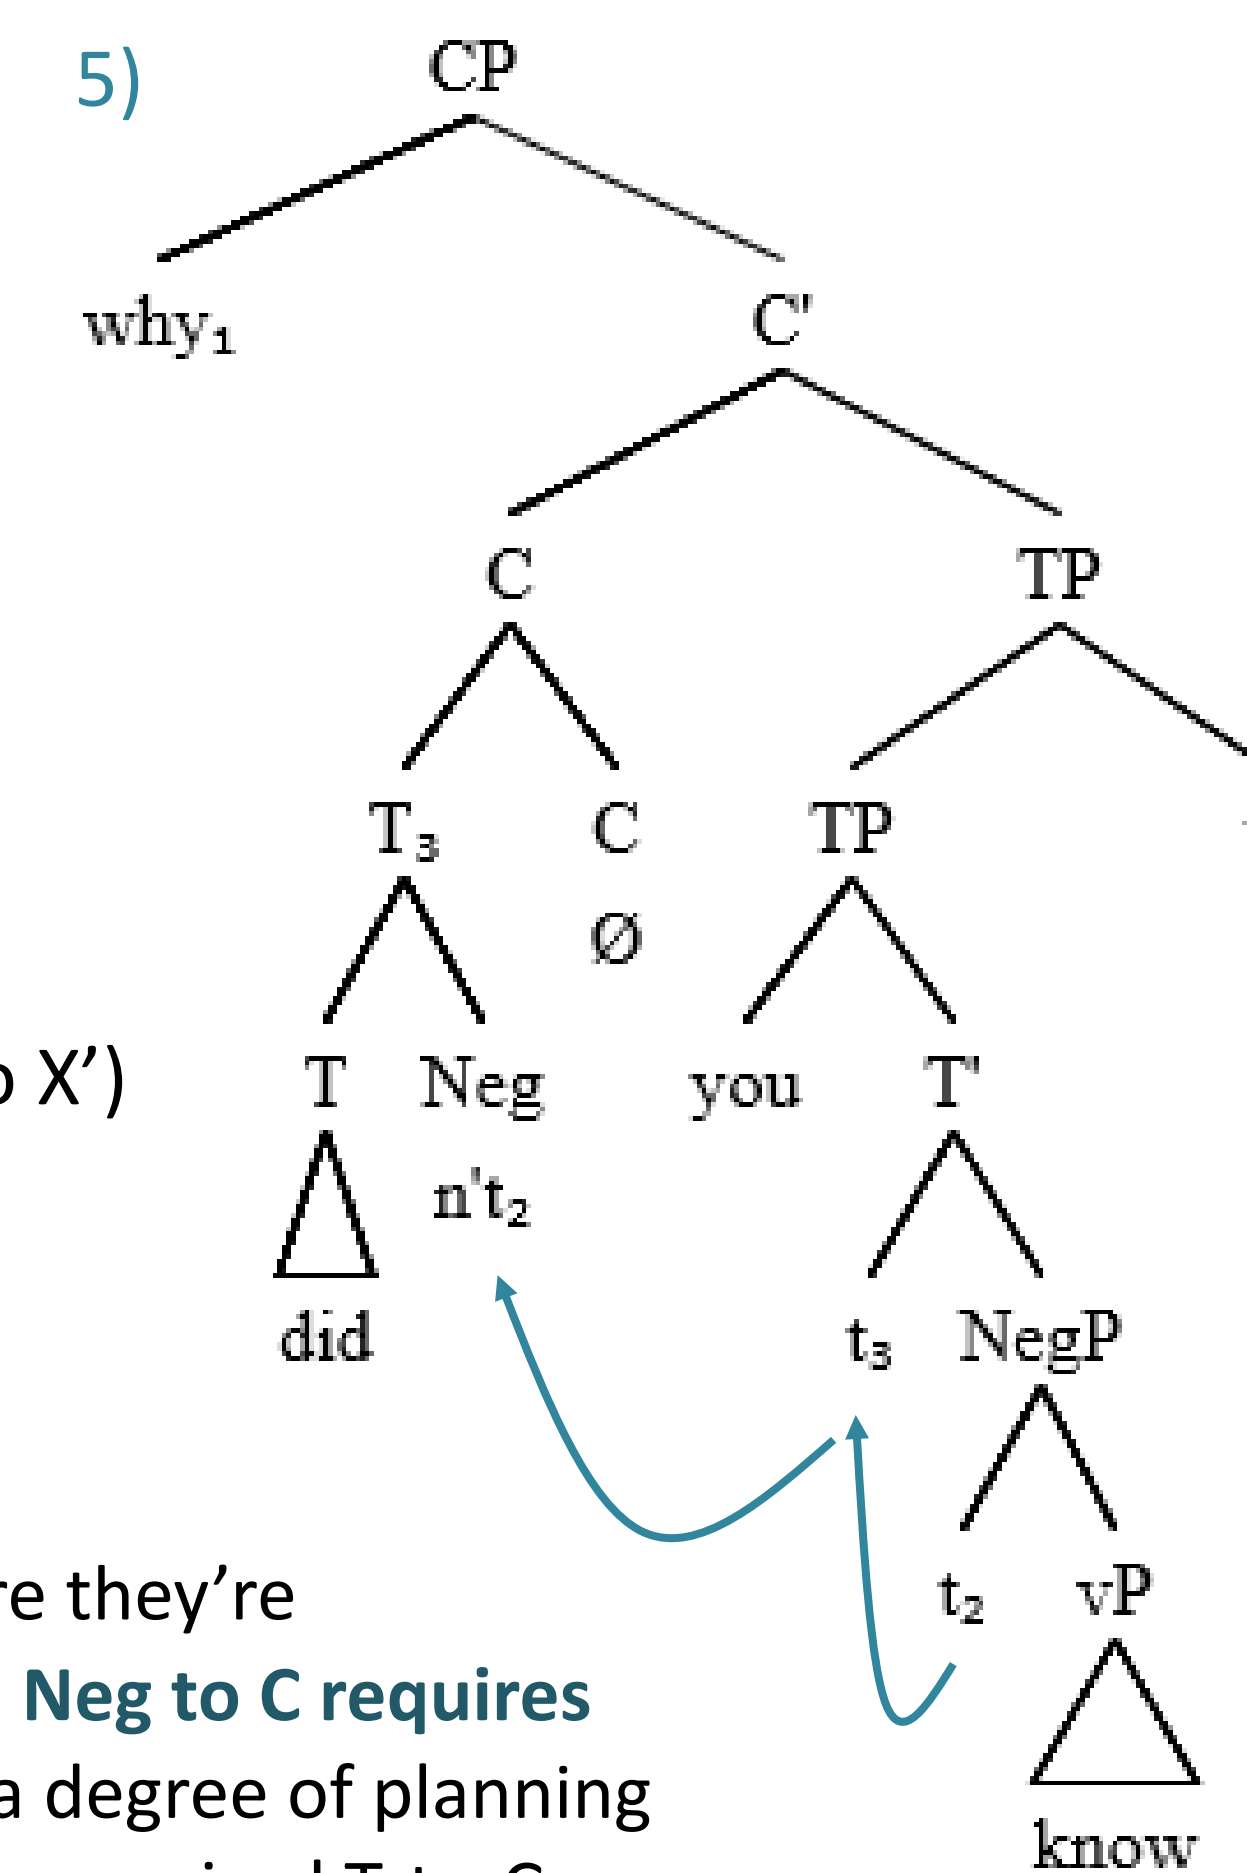 5) CP
why₁ C'
C TP
T₃ C TP
Ø
o X’) T Neg you T'
n't₂
did t₃ NegP
re they’re t₂ vP
Neg to C requires
a degree of planning
know